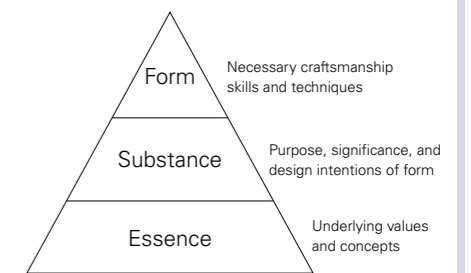 Form
Necessary craftsmanship
skills and techniques
Substance
Purpose, significance, and
design intentions of form
Essence
Underlying values
and concepts